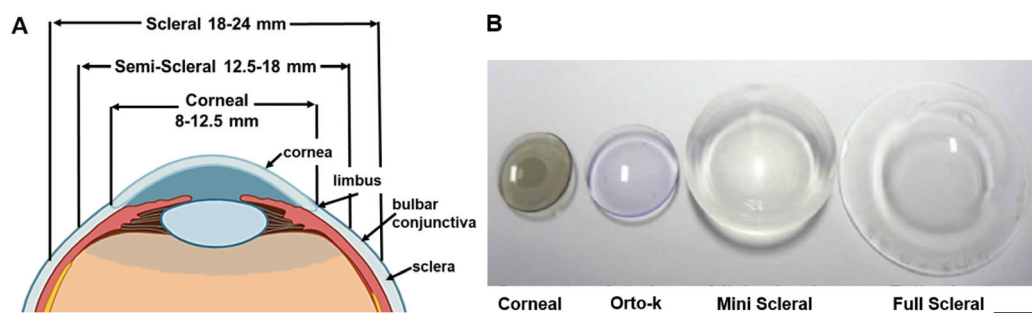 A
Scleral 18-24 mm
Semi-Scleral 12.5-18 mm
Corneal
8-12.5 mm
cornea
limbus
bulbar
conjunctiva
sclera
B
Corneal
Orto-k
Mini Scleral
Full Scleral